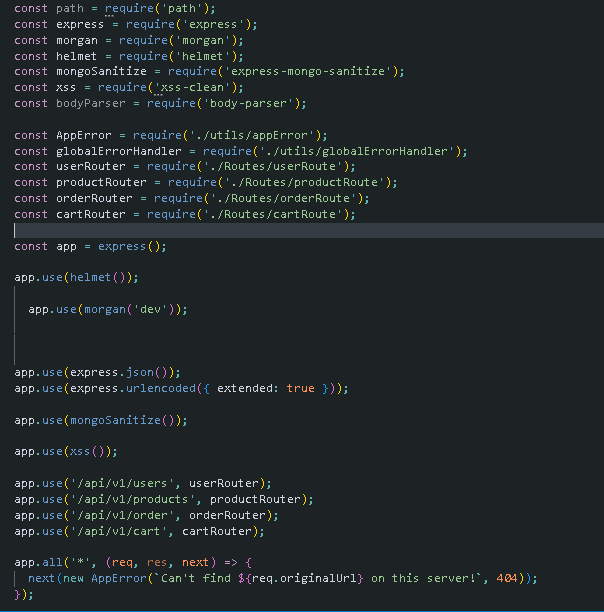 const path = require('path');
const express = require('express');
const morgan = require('morgan');
const helmet = require('helmet');
const mongoSanitize = require('express-mongo-sanitize');
const xss = require('xss-clean');
const bodyParser = require('body-parser');
const AppError = require('./utils/appError');
const globalErrorHandler = require('./utils/globalErrorHandler');
const userRouter = require('./Routes/userRoute');
const productRouter = require('./Routes/productRoute');
const orderRouter = require('./Routes/orderRoute');
const cartRouter = require('./Routes/cartRoute');
const app = express();
app.use(helmet());
app.use(morgan('dev'));
app.use(express.json());
app.use(express.urlencoded({ extended: true }));
app.use(mongoSanitize());
app.use(xss());
app.use('/api/v1/users', userRouter);
app.use('/api/v1/products', productRouter);
app.use('/api/v1/order', orderRouter);
app.use('/api/v1/cart', cartRouter);
app.all('*', (req, res, next) => {
next(new AppError(`Can't find ${req.originalUrl} on this server!`, 404));
});